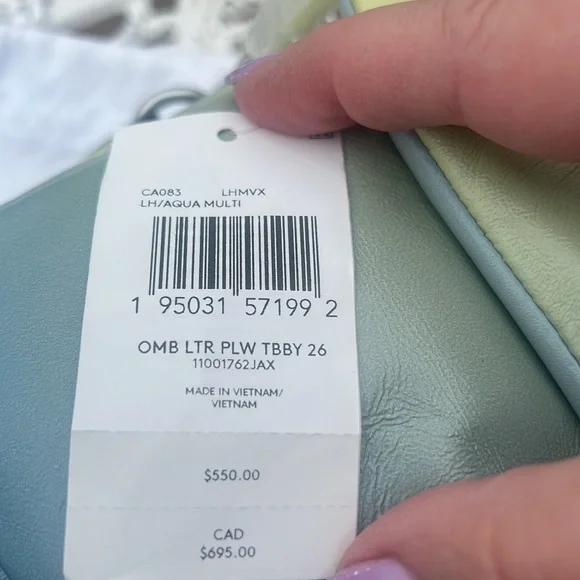 CA083 LHMVX
LH/AQUA MULTI
1 95031 57199 2
OMB LTR PLW TBBY 26
11001762JAX
MADE IN VIETNAM/
VIETNAM
$550.00
CAD
$695.00